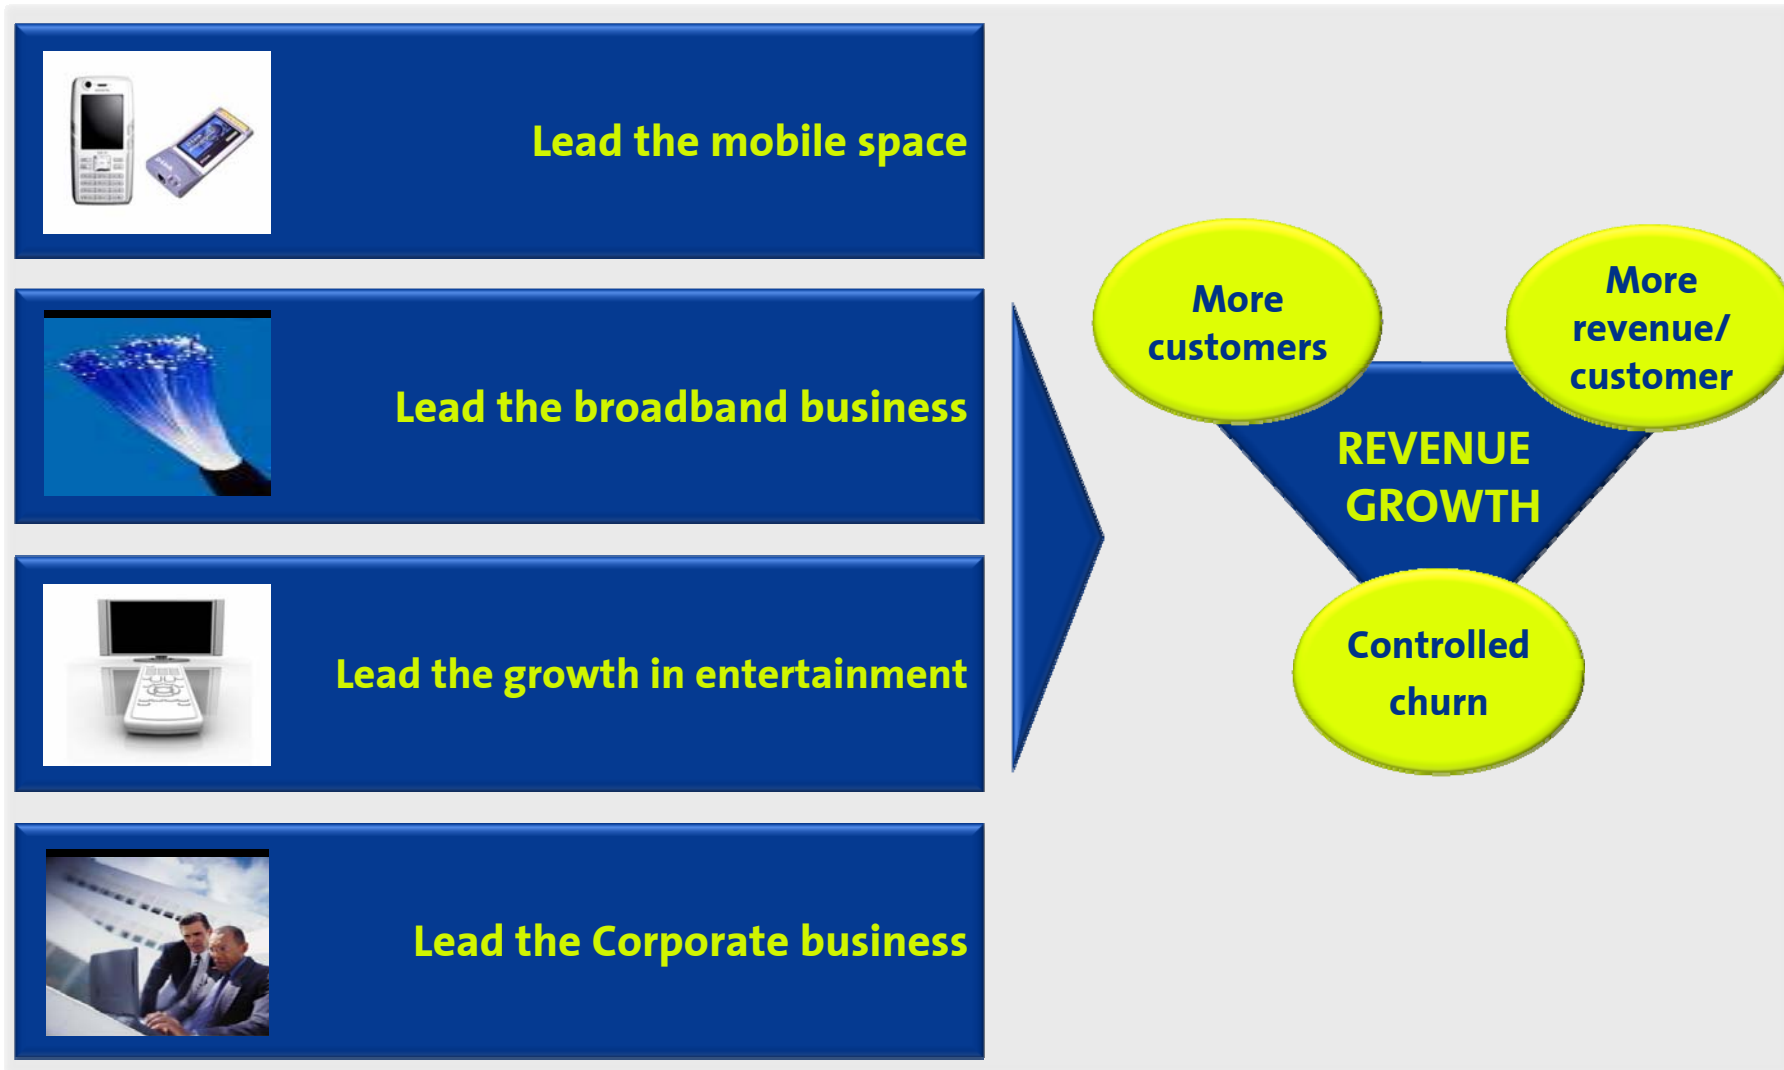 Lead the mobile space
Lead the broadband business
Lead the growth in entertainment
Lead the Corporate business
More
customers
More
revenue/
customer
REVENUE
GROWTH
Controlled
churn